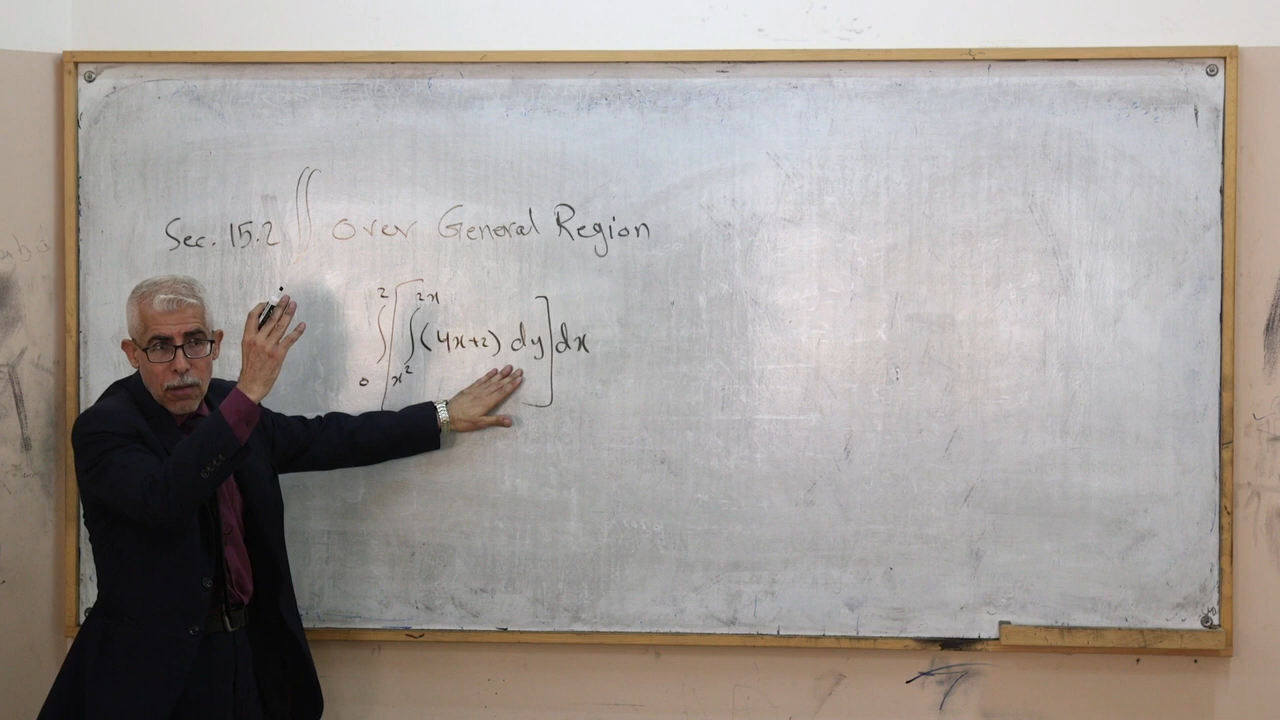 Sec. 15.2 ∬ over General Region
∫₀² [ ∫_{x²}^{2x} (4x+2) dy ] dx